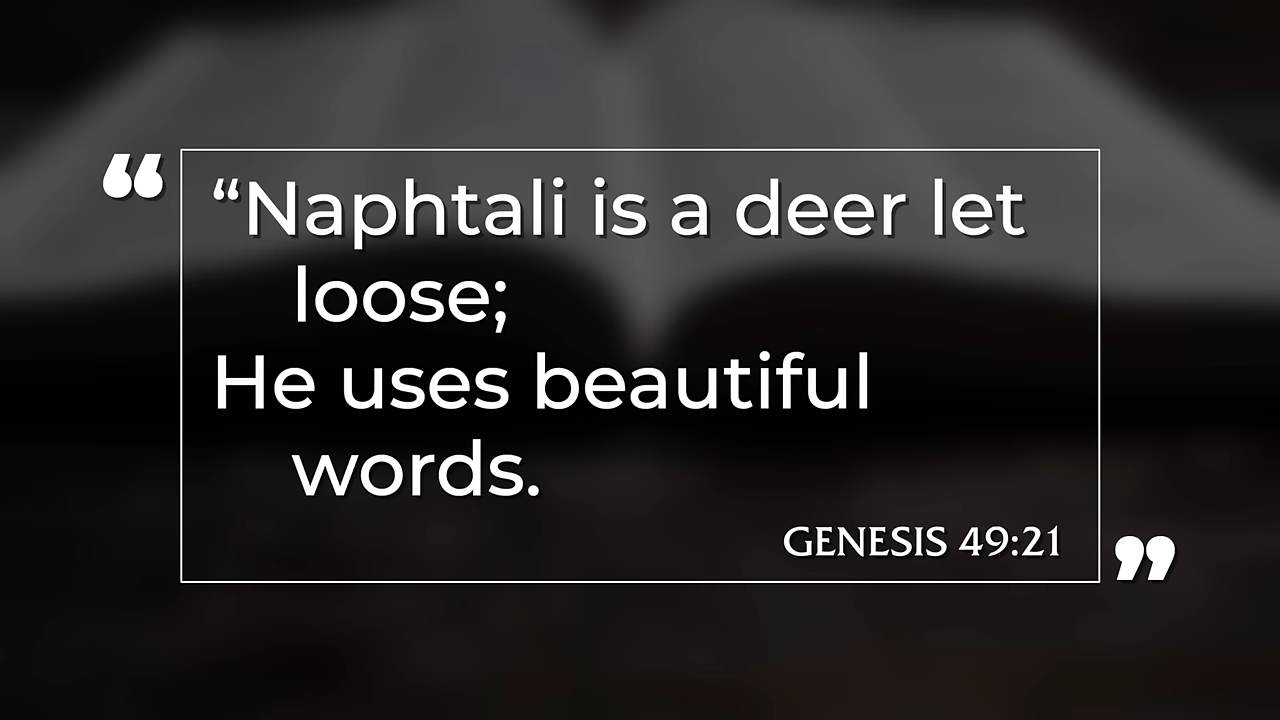 “Naphtali is a deer let
loose;
He uses beautiful
words.
GENESIS 49:21